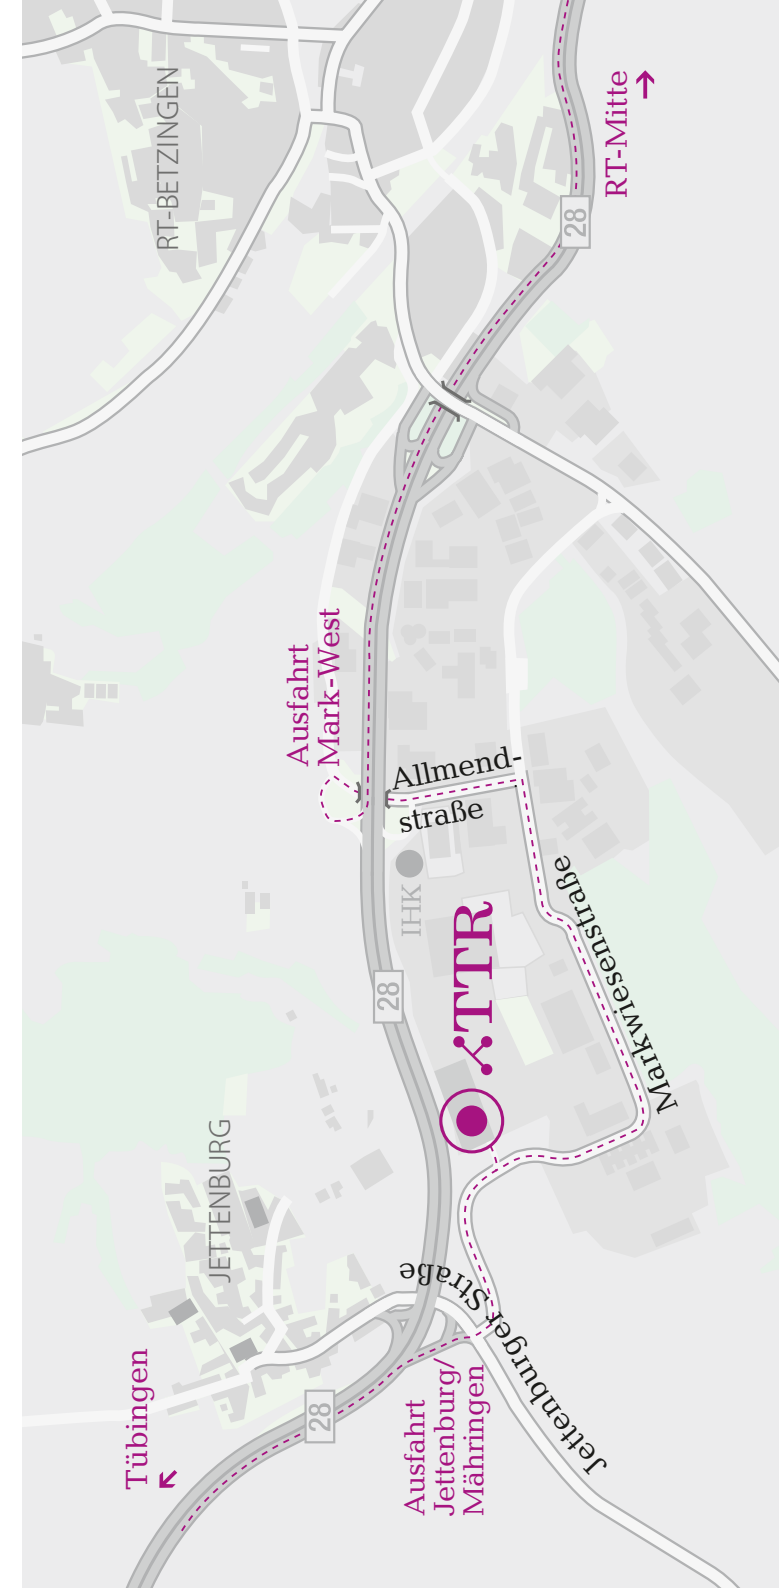 RT-BETZINGEN
RT-Mitte
28
Ausfahrt
Mark-West
Allmend-
straße
IHK
TTR
Markwiesenstraße
28
JETTENBURG
Jettenburger Straße
Tübingen
28
Ausfahrt
Jettenburg/
Mähringen